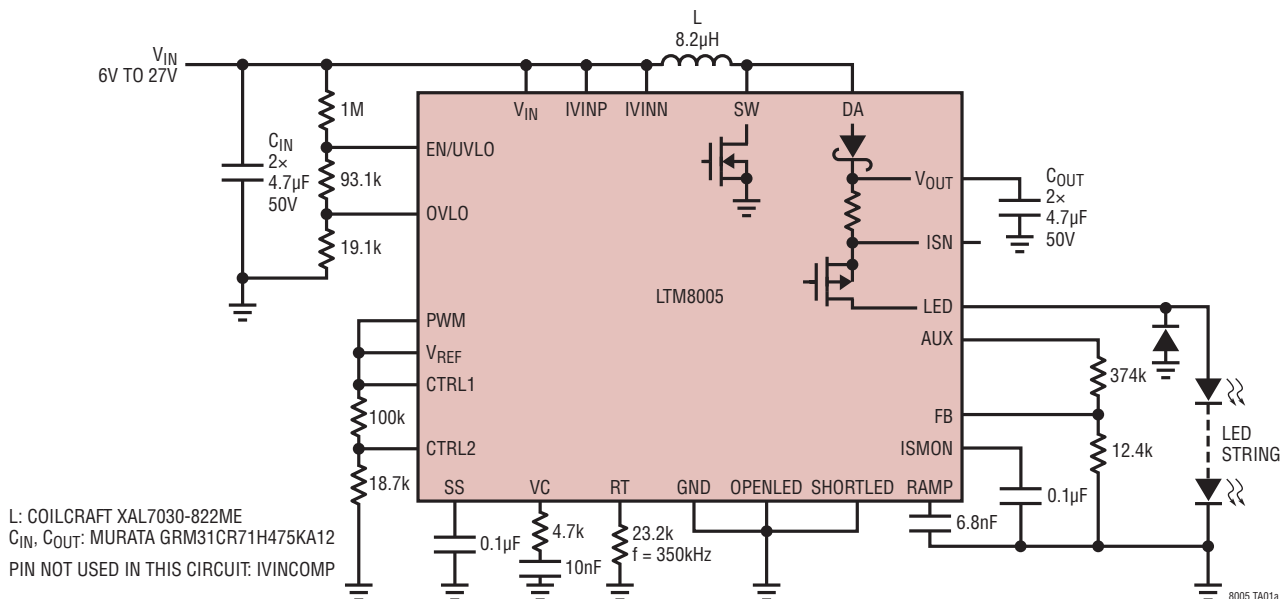 L
8.2µH
VIN
6V TO 27V
1M
CIN
2×
4.7µF
50V
93.1k
19.1k
VIN
IVINP
IVINN
SW
DA
EN/UVLO
OVLO
VOUT
ISN
COUT
2×
4.7µF
50V
LTM8005
LED
AUX
PWM
VREF
CTRL1
100k
CTRL2
18.7k
374k
FB
ISMON
12.4k
LED
STRING
SS
VC
RT
GND
OPENLED
SHORTLED
RAMP
0.1µF
4.7k
10nF
23.2k
f = 350kHz
6.8nF
0.1µF
L: COILCRAFT XAL7030-822ME
CIN, COUT: MURATA GRM31CR71H475KA12
PIN NOT USED IN THIS CIRCUIT: IVINCOMP
8005 TA01a